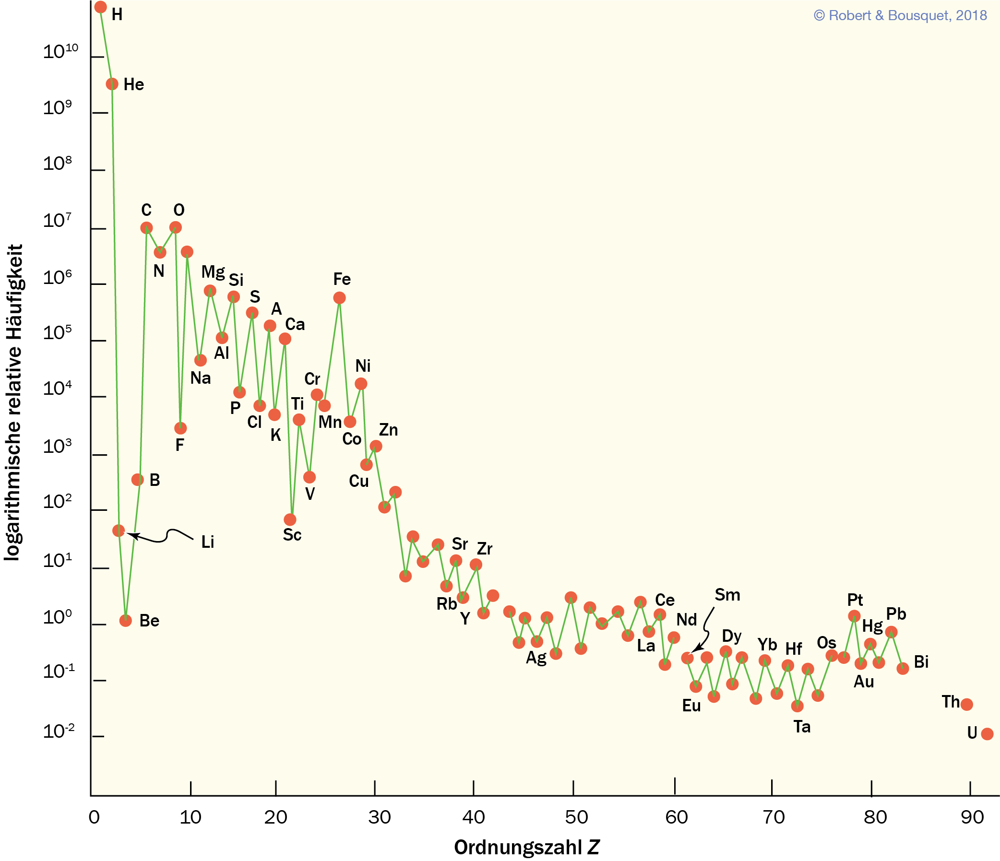 © Robert & Bousquet, 2018
logarithmische relative Häufigkeit
10¹⁰
10⁹
10⁸
10⁷
10⁶
10⁵
10⁴
10³
10²
10¹
10⁰
10⁻¹
10⁻²
H
He
Li
Be
B
C
N
O
F
Na
Mg
Al
Si
P
S
Cl
A
K
Ca
Sc
Ti
V
Cr
Mn
Fe
Co
Ni
Cu
Zn
Rb
Sr
Y
Zr
Ag
La
Ce
Nd
Sm
Eu
Dy
Yb
Hf
Ta
Os
Pt
Au
Hg
Pb
Bi
Th
U
0 10 20 30 40 50 60 70 80 90
Ordnungszahl Z